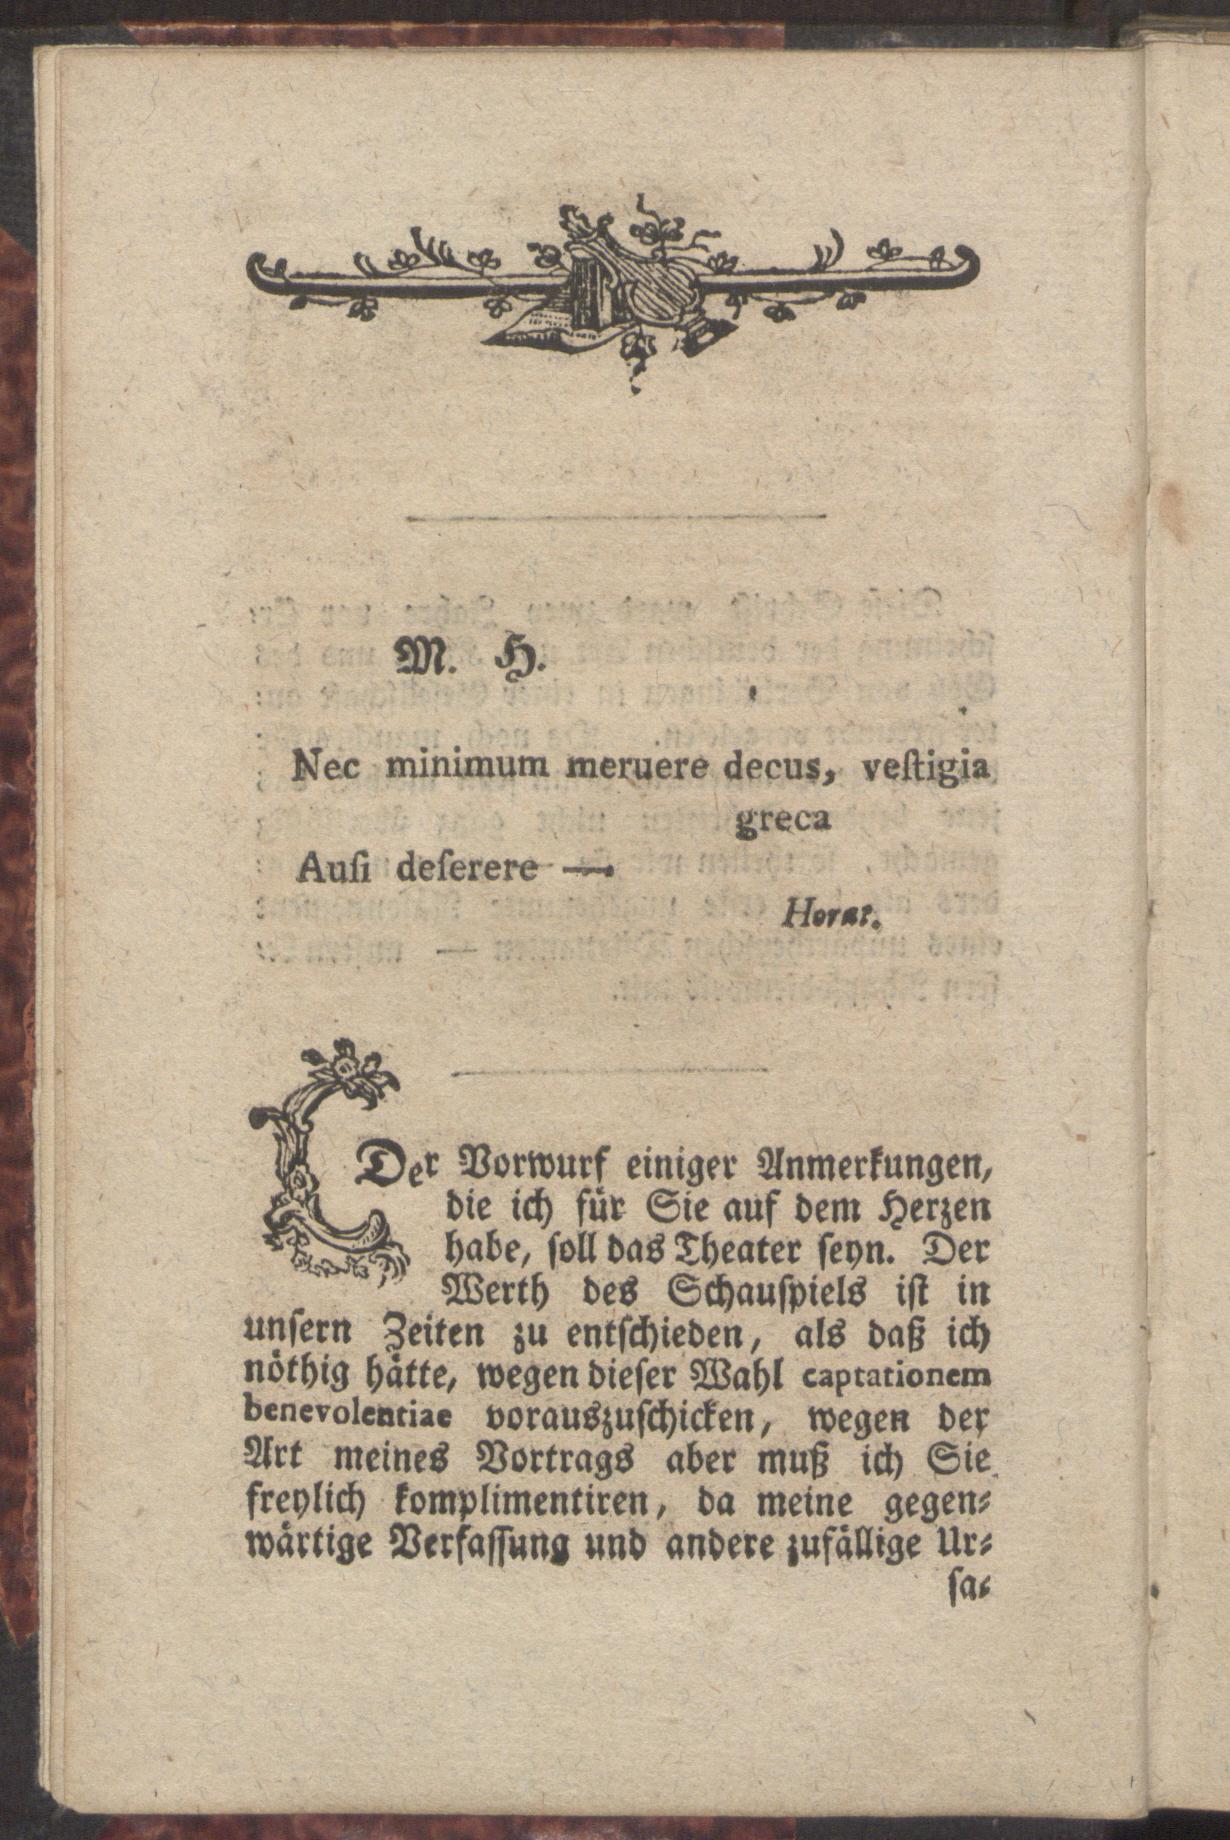 M. H.
Nec minimum meruere decus, veſtigia
greca
Auſi deſerere —.
Horat.
Der Vorwurf einiger Anmerkungen,
die ich für Sie auf dem Herzen
habe, ſoll das Theater ſeyn. Der
Werth des Schauſpiels iſt in
unſern Zeiten zu entſchieden, als daß ich
nöthig hätte, wegen dieſer Wahl captationem
benevolentiae vorauszuſchicken, wegen der
Art meines Vortrags aber muß ich Sie
freylich komplimentiren, da meine gegen⸗
wärtige Verfaſſung und andere zufällige Ur⸗
ſa⸗